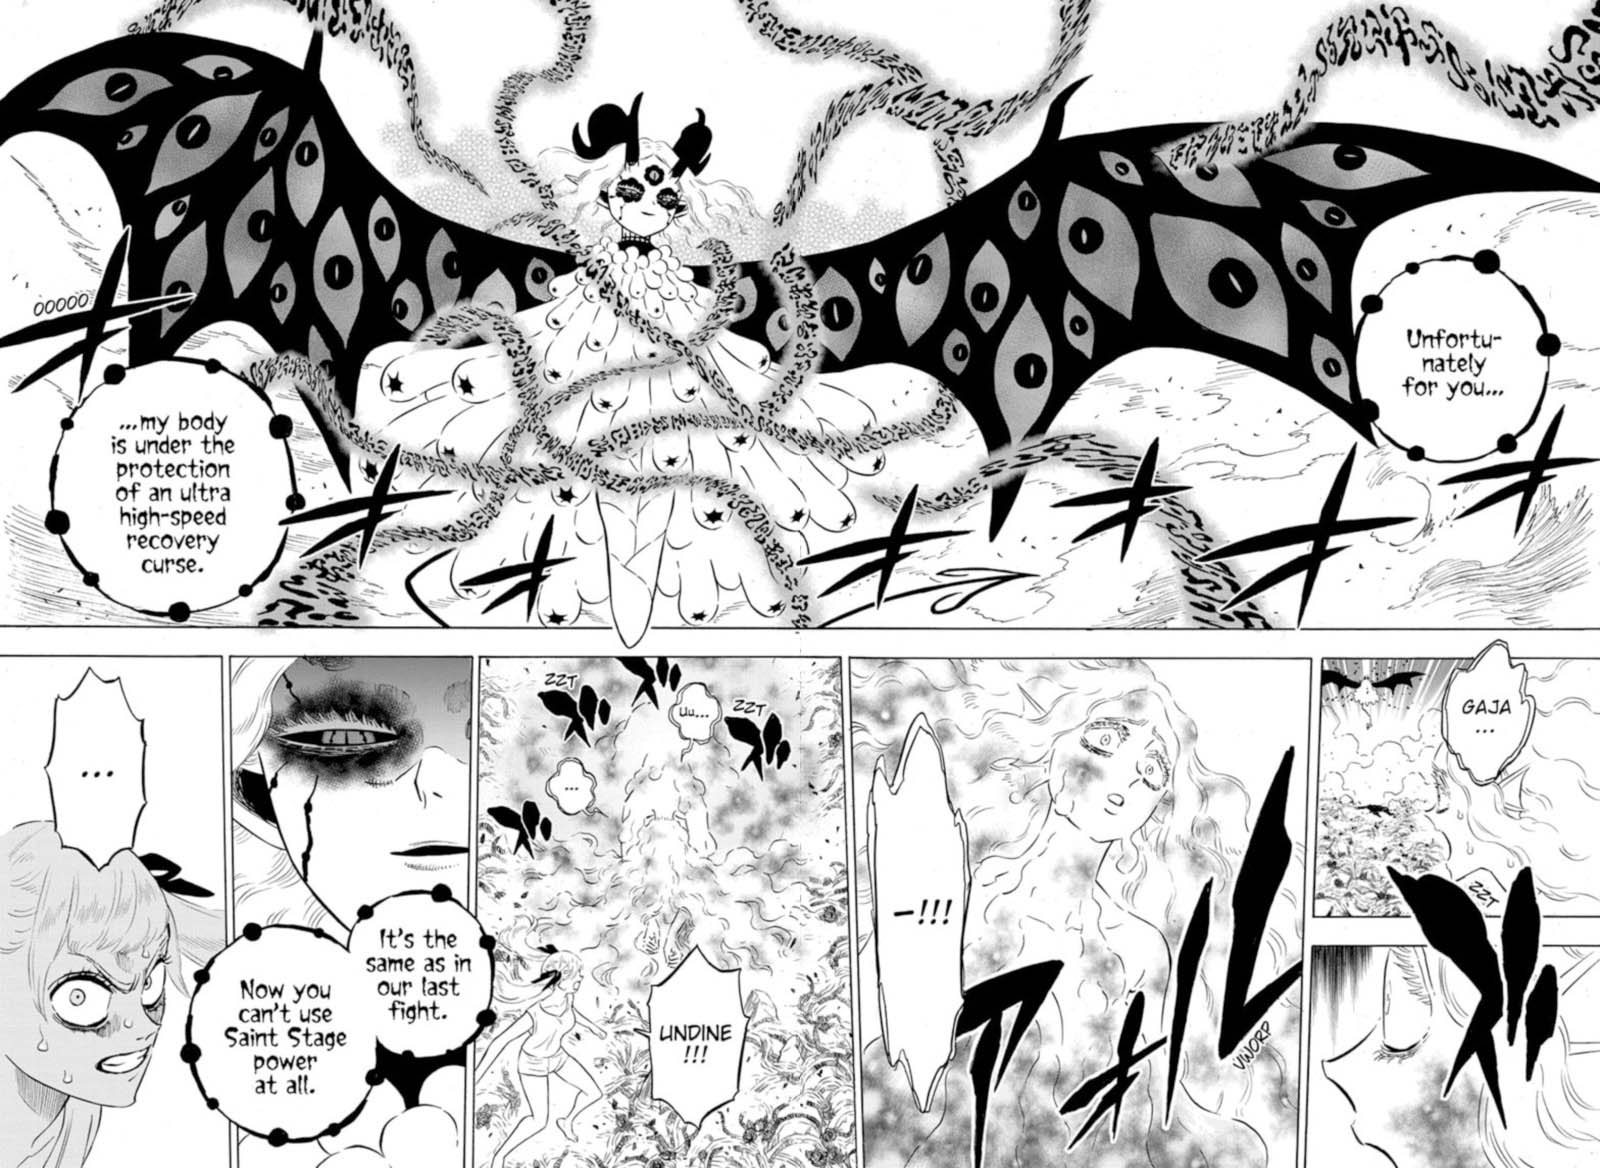 Unfortu-
nately
for you...
OOOOO
...my body
is under the
protection
of an ultra
high-speed
recovery
curse.
GAJA
...
ZZT
-!!!
VWORP
ZZT
ZZT
Uu...
...
UNDINE
!!!
It's the
same as in
our last
fight.
Now you
can't use
Saint Stage
power
at all.
...